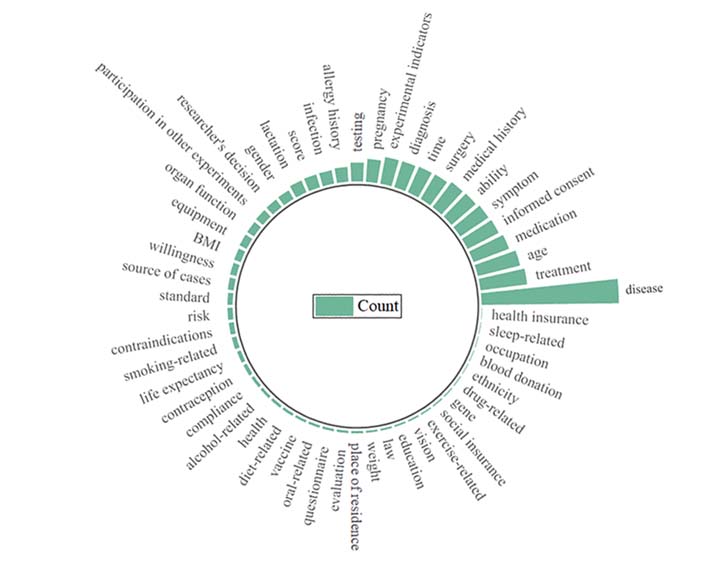 disease
treatment
age
medication
informed consent
symptom
ability
medical history
surgery
time
diagnosis
experimental indicators
pregnancy
testing
allergy history
infection
score
lactation
gender
researcher's decision
participation in other experiments
organ function
equipment
BMI
willingness
source of cases
standard
risk
contraindications
smoking-related
life expectancy
contraception
compliance
alcohol-related
health
diet-related
vaccine
oral-related
questionnaire
evaluation
place of residence
weight
law
education
vision
exercise-related
social insurance
gene
drug-related
ethnicity
blood donation
occupation
sleep-related
health insurance
Count